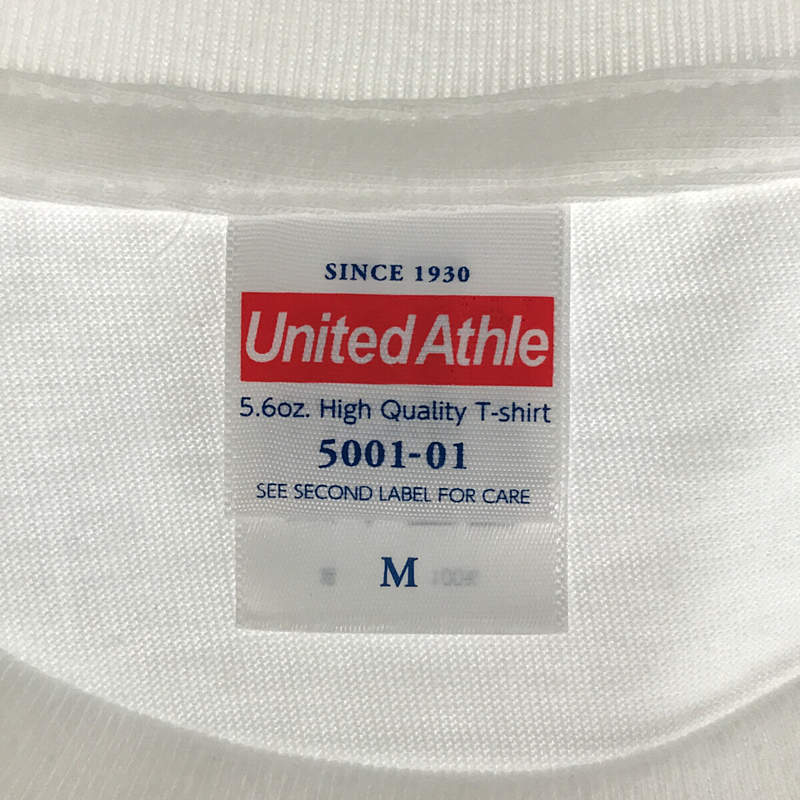 SINCE 1930
United Athle
5.6oz. High Quality T-shirt
5001-01
SEE SECOND LABEL FOR CARE
M